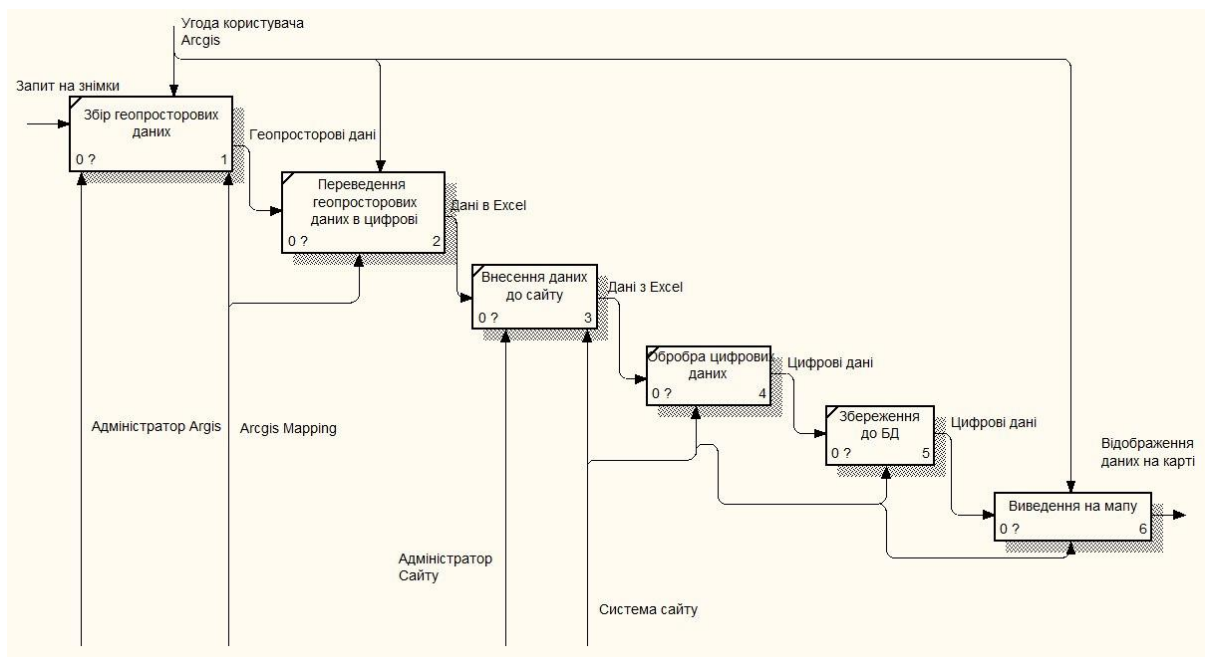 Угода користувача
Arcgis
Запит на знімки
Збір геопросторових
даних
0 ?
1
Геопросторові дані
Переведення
геопросторових
даних в цифрові
0 ?
2
Дані в Excel
Внесення даних
до сайту
0 ?
3
Дані з Excel
Обробра цифрових
даних
0 ?
4
Цифрові дані
Збереження
до БД
0 ?
5
Цифрові дані
Відображення
даних на карті
Виведення на мапу
0 ?
6
Адміністратор Argis
Arcgis Mapping
Адміністратор
Сайту
Система сайту